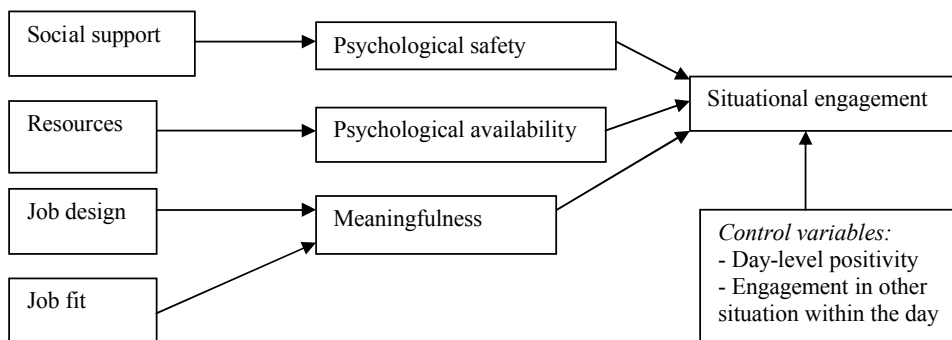 Social support
Psychological safety
Situational engagement
Resources
Psychological availability
Job design
Meaningfulness
Job fit
Control variables:
- Day-level positivity
- Engagement in other
situation within the day